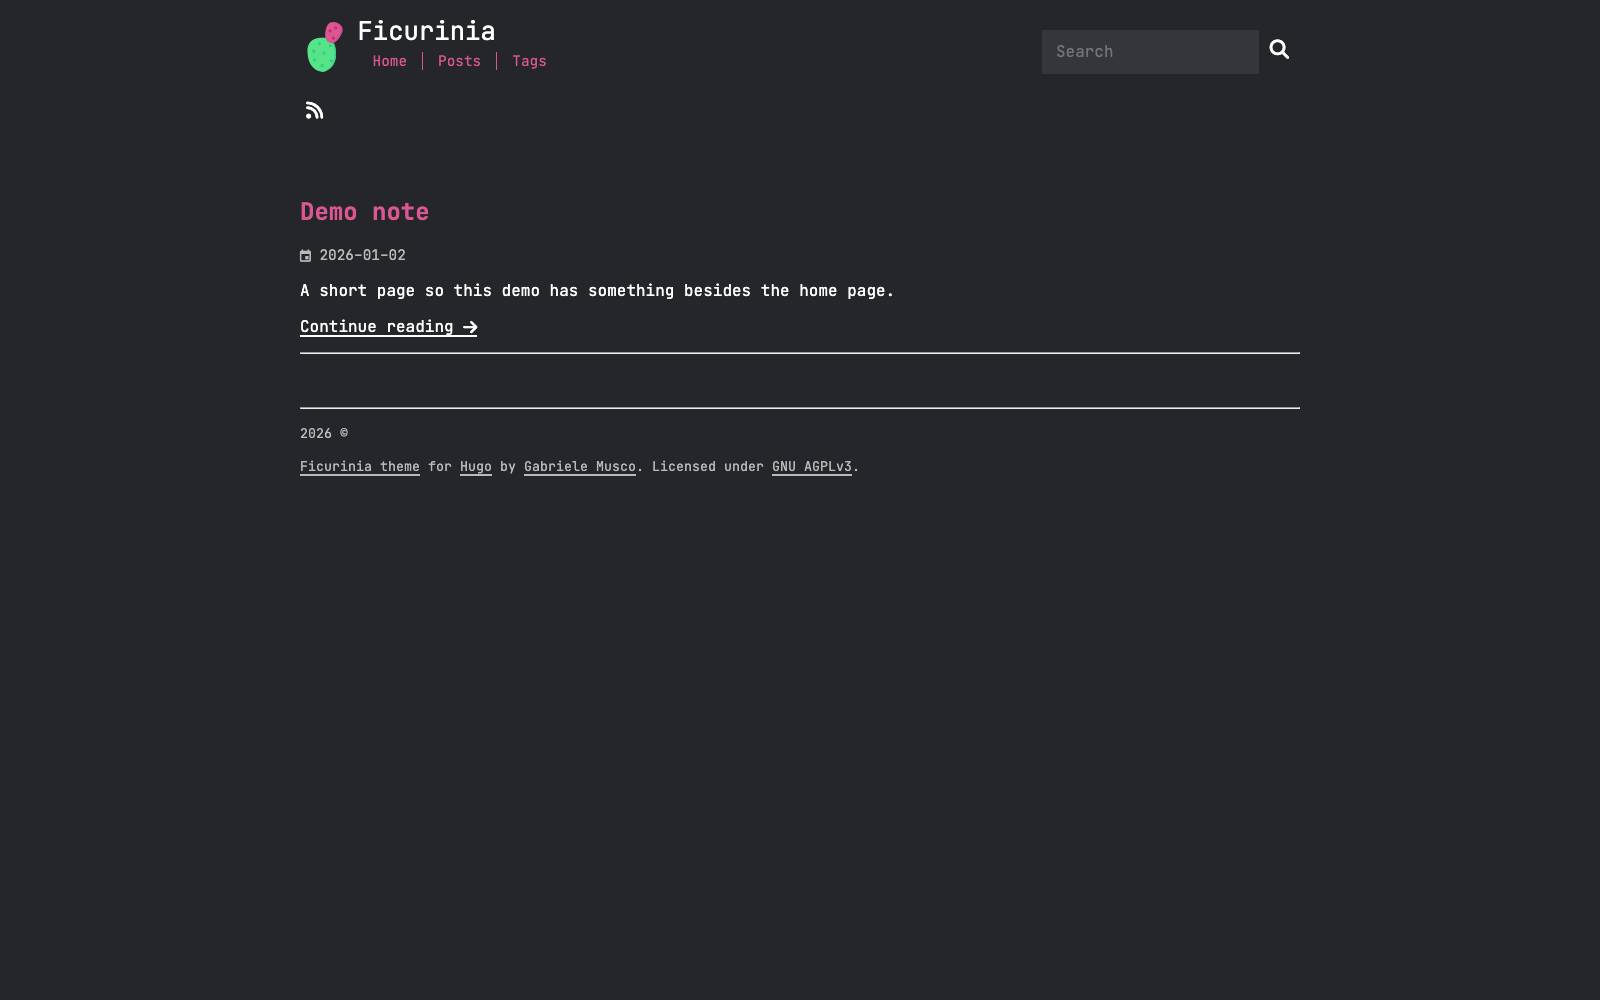 Ficurinia
Home
Posts
Tags
Search
Demo note
2026-01-02
A short page so this demo has something besides the home page.
Continue reading →
2026 ©
Ficurinia theme for Hugo by Gabriele Musco. Licensed under GNU AGPLv3.